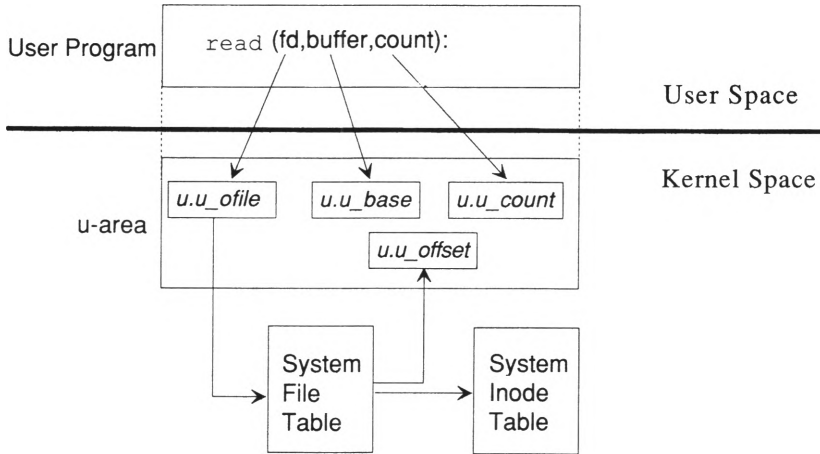 User Program
read (fd,buffer,count):
User Space
Kernel Space
u-area
u.u_ofile
u.u_base
u.u_count
u.u_offset
System
File
Table
System
Inode
Table